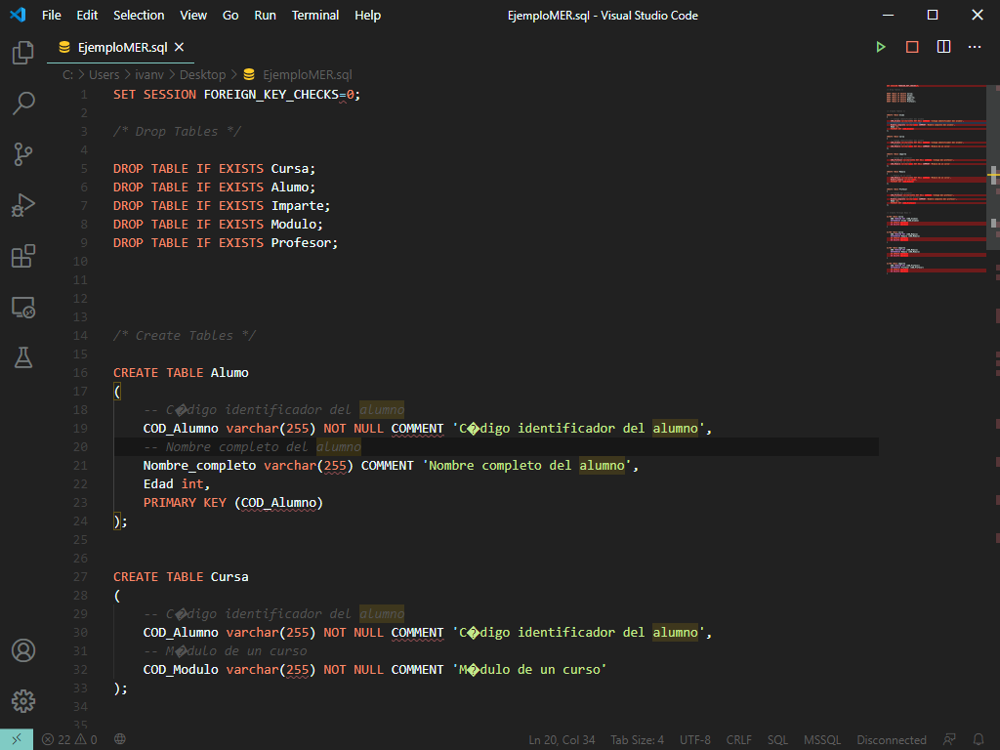 File Edit Selection View Go Run Terminal Help EjemploMER.sql - Visual Studio Code
EjemploMER.sql
C: > Users > ivanv > Desktop > EjemploMER.sql
1 SET SESSION FOREIGN_KEY_CHECKS=0;
2
3 /* Drop Tables */
4
5 DROP TABLE IF EXISTS Cursa;
6 DROP TABLE IF EXISTS Alumo;
7 DROP TABLE IF EXISTS Imparte;
8 DROP TABLE IF EXISTS Modulo;
9 DROP TABLE IF EXISTS Profesor;
10
11
12
13
14 /* Create Tables */
15
16 CREATE TABLE Alumo
17 (
18 -- C�digo identificador del alumno
19 COD_Alumno varchar(255) NOT NULL COMMENT 'C�digo identificador del alumno',
20 -- Nombre completo del alumno
21 Nombre_completo varchar(255) COMMENT 'Nombre completo del alumno',
22 Edad int,
23 PRIMARY KEY (COD_Alumno)
24 );
25
26
27 CREATE TABLE Cursa
28 (
29 -- C�digo identificador del alumno
30 COD_Alumno varchar(255) NOT NULL COMMENT 'C�digo identificador del alumno',
31 -- M�dulo de un curso
32 COD_Modulo varchar(255) NOT NULL COMMENT 'M�dulo de un curso'
33 );
34
35
22 0 Ln 20, Col 34 Tab Size: 4 UTF-8 CRLF SQL MSSQL Disconnected